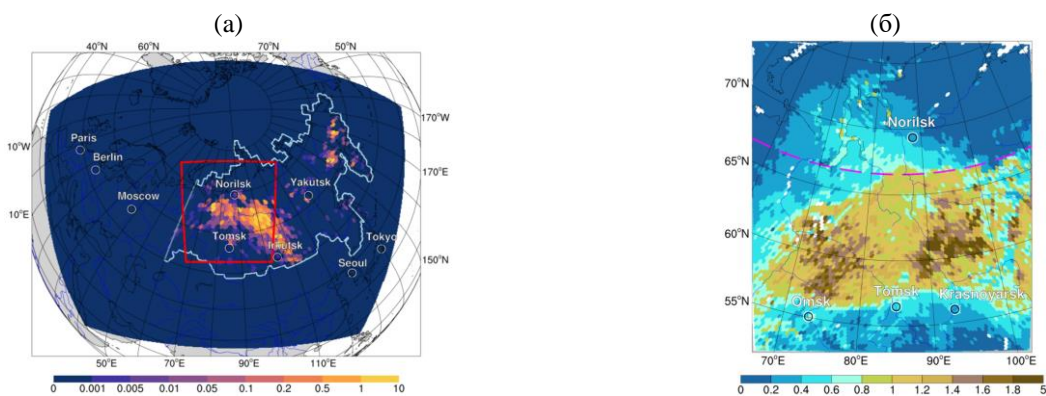 (а)
(б)
40°N 60°N 70°N 50°N
170°W
10°W
170°E
10°E
150°N
50°E 70°E 90°E 110°E
Paris
Berlin
Moscow
Norilsk
Yakutsk
Tomsk
Irkutsk
Tokyo
Seoul
0 0.001 0.005 0.01 0.05 0.1 0.2 0.5 1 10
70°N
65°N
60°N
55°N
Norilsk
Omsk
Tomsk
Krasnoyarsk
70°E 80°E 90°E 100°E
0 0.2 0.4 0.6 0.8 1 1.2 1.4 1.6 1.8 5